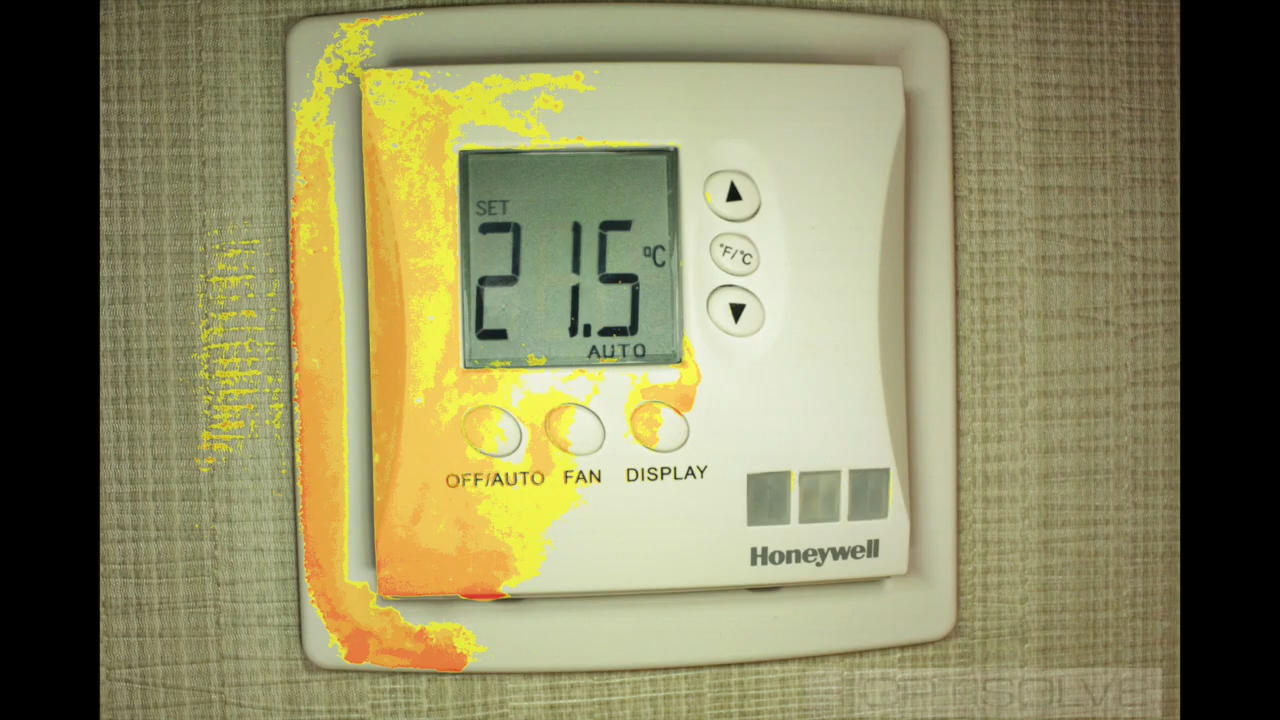 SET
21.5 °C
AUTO
°F/°C
OFF/AUTO FAN DISPLAY
Honeywell